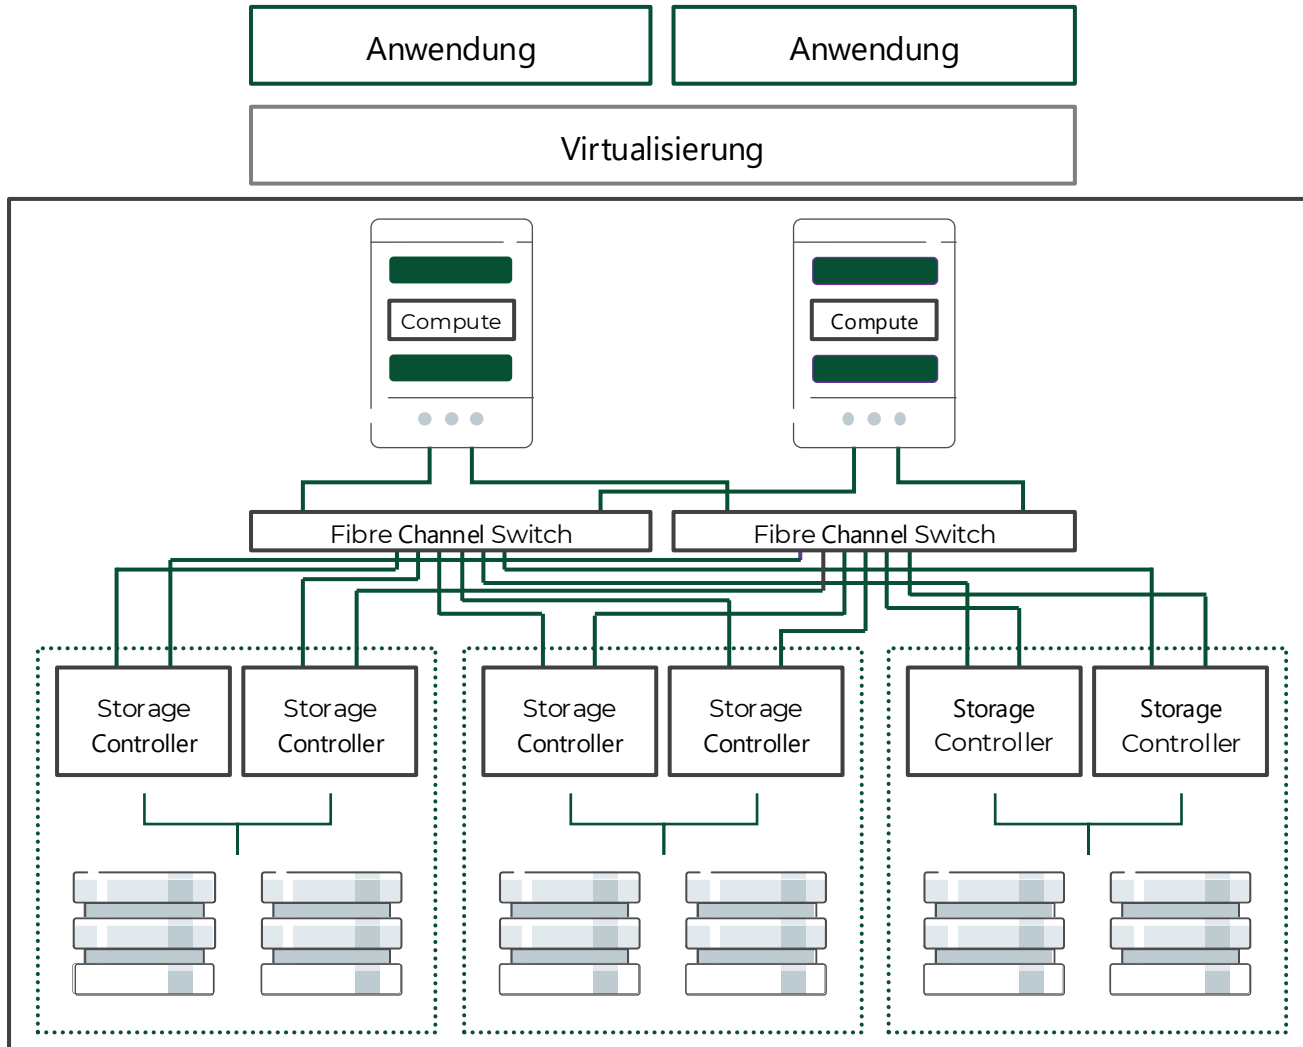 Anwendung
Anwendung
Virtualisierung
Compute
Compute
Fibre Channel Switch
Fibre Channel Switch
Storage
Controller
Storage
Controller
Storage
Controller
Storage
Controller
Storage
Controller
Storage
Controller